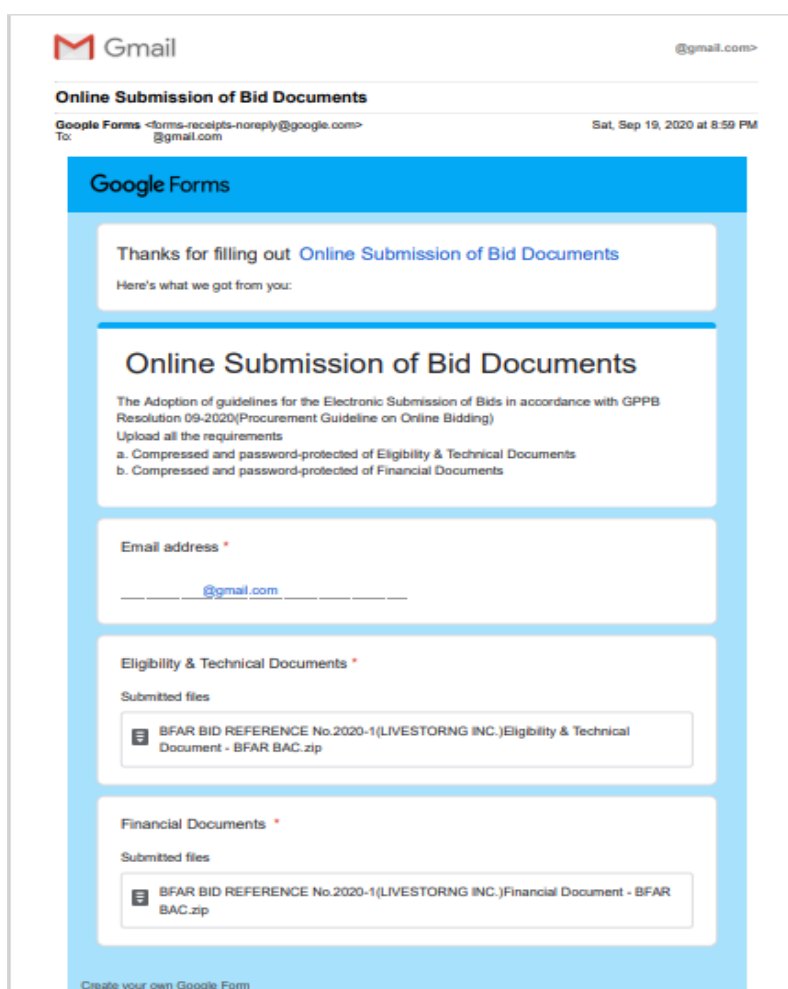 Gmail
@gmail.com>
Online Submission of Bid Documents
Google Forms <forms-receipts-noreply@google.com>
Sat, Sep 19, 2020 at 8:59 PM
To: @gmail.com
Google Forms
Thanks for filling out Online Submission of Bid Documents
Here's what we got from you:
Online Submission of Bid Documents
The Adoption of guidelines for the Electronic Submission of Bids in accordance with GPPB
Resolution 09-2020(Procurement Guideline on Online Bidding)
Upload all the requirements
a. Compressed and password-protected of Eligibility & Technical Documents
b. Compressed and password-protected of Financial Documents
Email address *
@gmail.com
Eligibility & Technical Documents *
Submitted files
BFAR BID REFERENCE No.2020-1(LIVESTORNG INC.)Eligibility & Technical
Document - BFAR BAC.zip
Financial Documents *
Submitted files
BFAR BID REFERENCE No.2020-1(LIVESTORNG INC.)Financial Document - BFAR
BAC.zip
Create your own Google Form